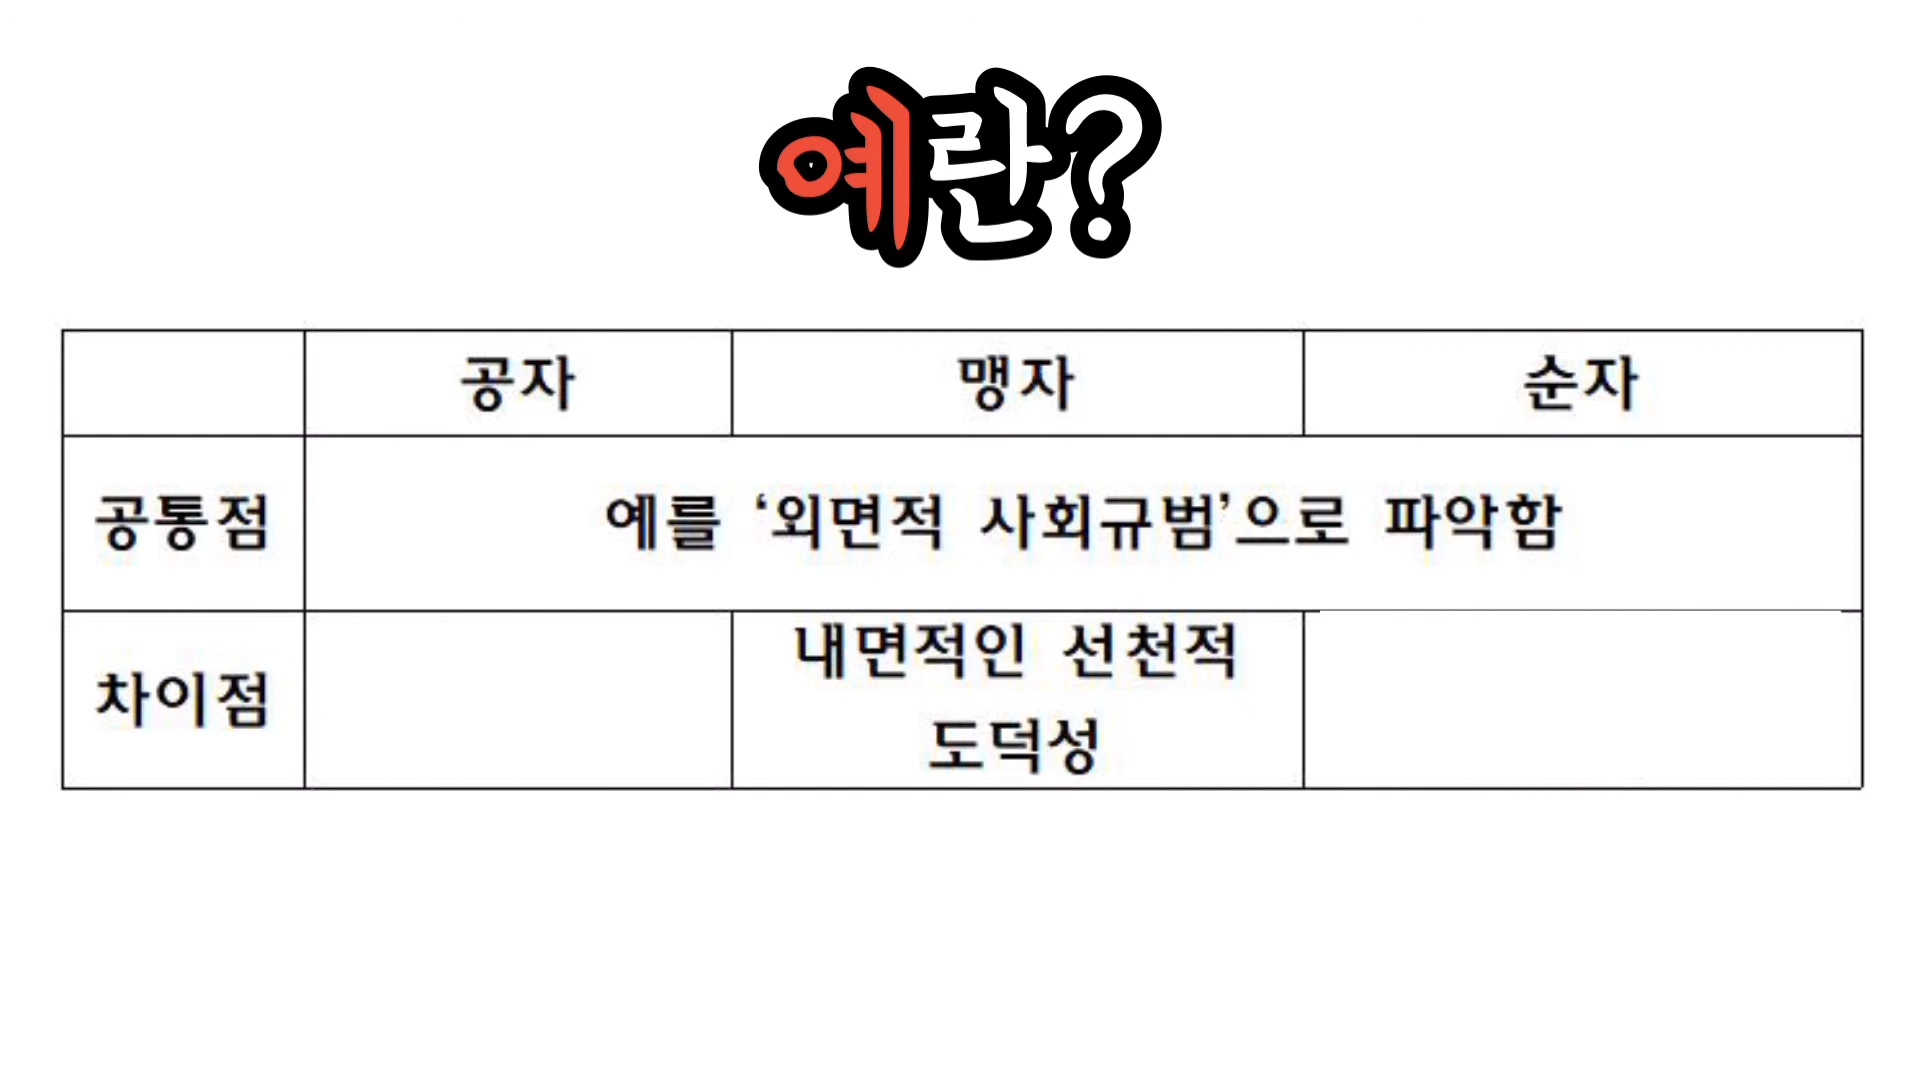 예란?
공자 맹자 순자
공통점 예를 ‘외면적 사회규범’으로 파악함
차이점 내면적인 선천적
도덕성